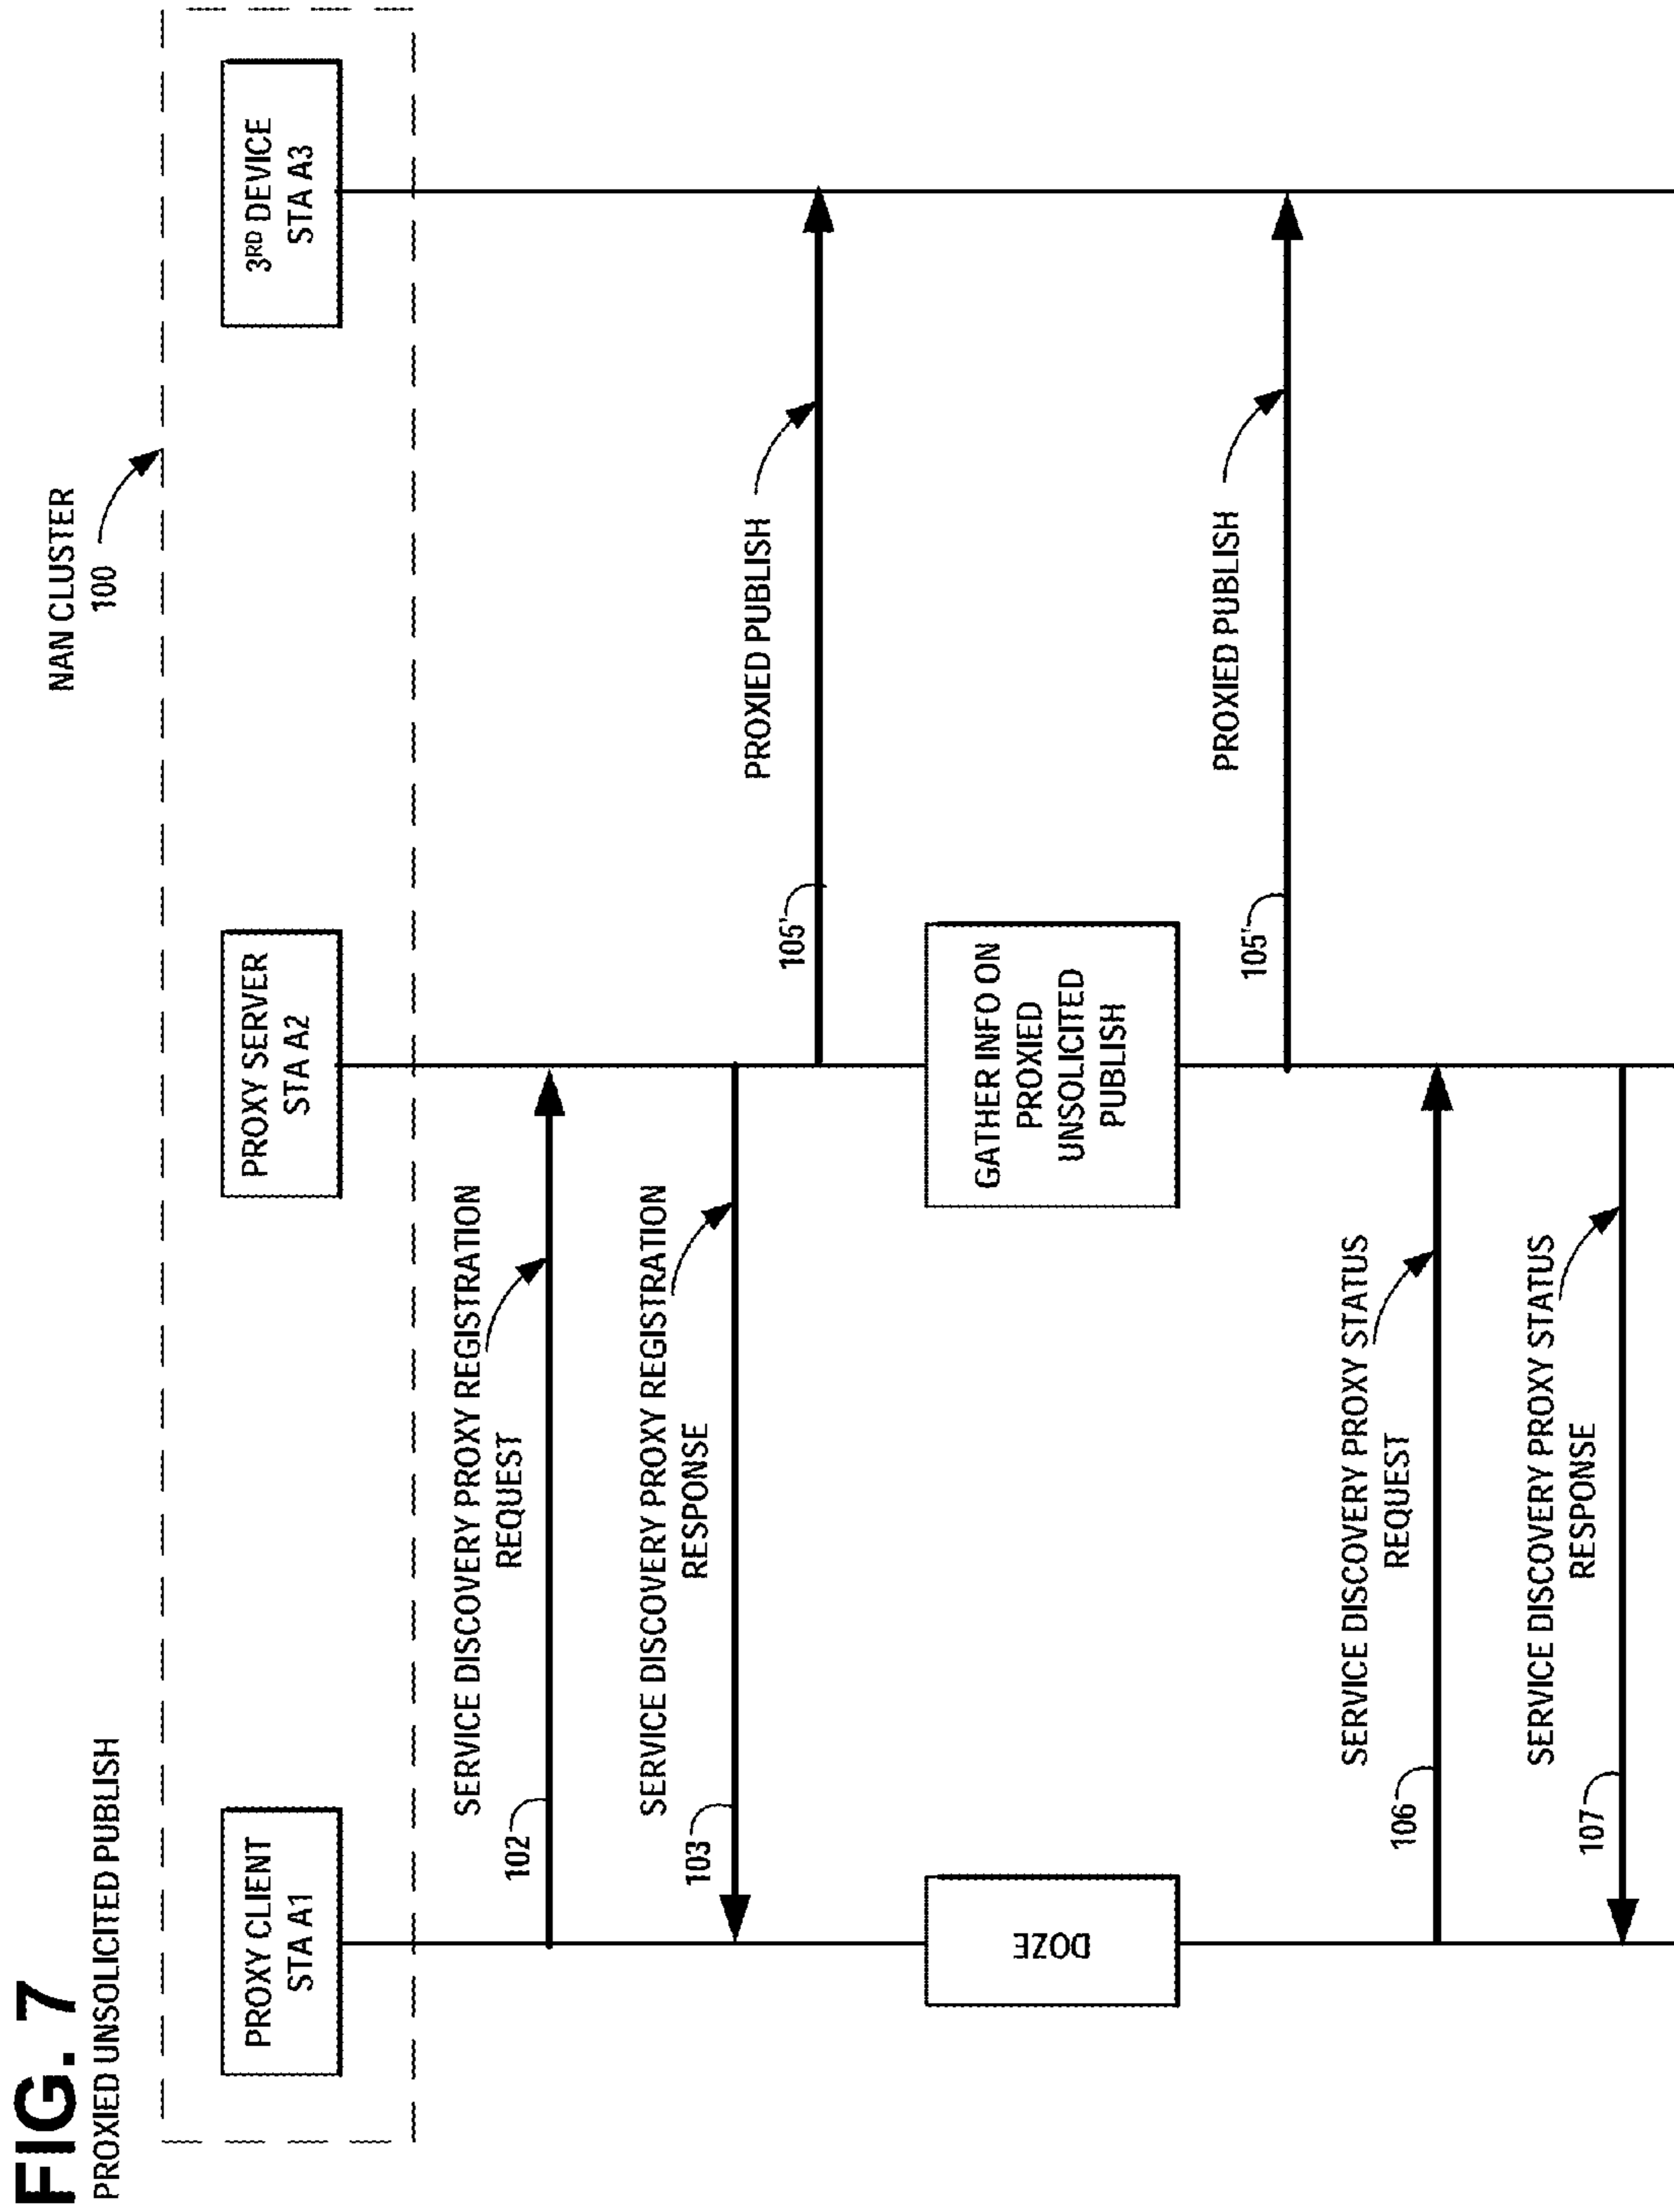 FIG. 7
PROXIED UNSOLICITED PUBLISH
NAN CLUSTER
100
PROXY CLIENT
STA A1
PROXY SERVER
STA A2
3RD DEVICE
STA A3
SERVICE DISCOVERY PROXY REGISTRATION
REQUEST
102
SERVICE DISCOVERY PROXY REGISTRATION
RESPONSE
103
PROXIED PUBLISH
105'
DOZE
GATHER INFO ON
PROXIED
UNSOLICITED
PUBLISH
PROXIED PUBLISH
105'
SERVICE DISCOVERY PROXY STATUS
REQUEST
106
SERVICE DISCOVERY PROXY STATUS
RESPONSE
107